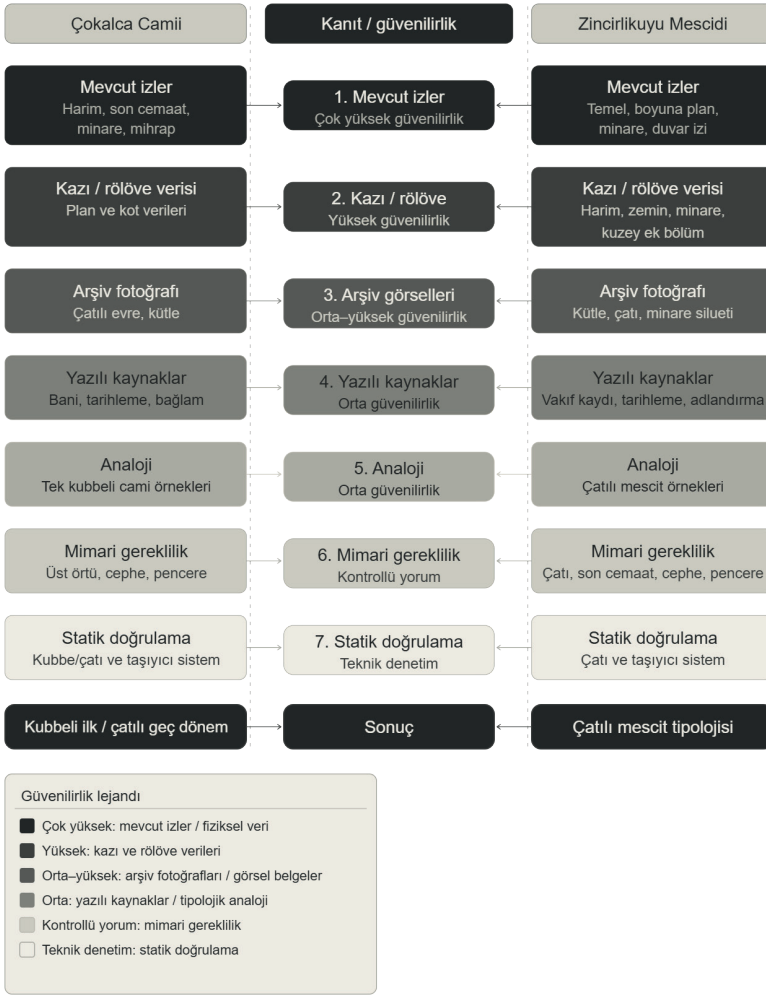 Çokalca Camii
Kanıt / güvenilirlik
Zincirlikuyu Mescidi
Mevcut izler
Harim, son cemaat,
minare, mihrap
1. Mevcut izler
Çok yüksek güvenilirlik
Mevcut izler
Temel, boyuna plan,
minare, duvar izi
Kazı / rölöve verisi
Plan ve kot verileri
2. Kazı / rölöve
Yüksek güvenilirlik
Kazı / rölöve verisi
Harim, zemin, minare,
kuzey ek bölüm
Arşiv fotoğrafı
Çatılı evre, kütle
3. Arşiv görselleri
Orta–yüksek güvenilirlik
Arşiv fotoğrafı
Kütle, çatı, minare silueti
Yazılı kaynaklar
Bani, tarihleme, bağlam
4. Yazılı kaynaklar
Orta güvenilirlik
Yazılı kaynaklar
Vakıf kaydı, tarihleme, adlandırma
Analoji
Tek kubbeli cami örnekleri
5. Analoji
Orta güvenilirlik
Analoji
Çatılı mescit örnekleri
Mimari gereklilik
Üst örtü, cephe, pencere
6. Mimari gereklilik
Kontrollü yorum
Mimari gereklilik
Çatı, son cemaat, cephe, pencere
Statik doğrulama
Kubbe/çatı ve taşıyıcı sistem
7. Statik doğrulama
Teknik denetim
Statik doğrulama
Çatı ve taşıyıcı sistem
Kubbeli ilk / çatılı geç dönem
Sonuç
Çatılı mescit tipolojisi
Güvenilirlik lejandı
Çok yüksek: mevcut izler / fiziksel veri
Yüksek: kazı ve rölöve verileri
Orta–yüksek: arşiv fotoğrafları / görsel belgeler
Orta: yazılı kaynaklar / tipolojik analoji
Kontrollü yorum: mimari gereklilik
Teknik denetim: statik doğrulama